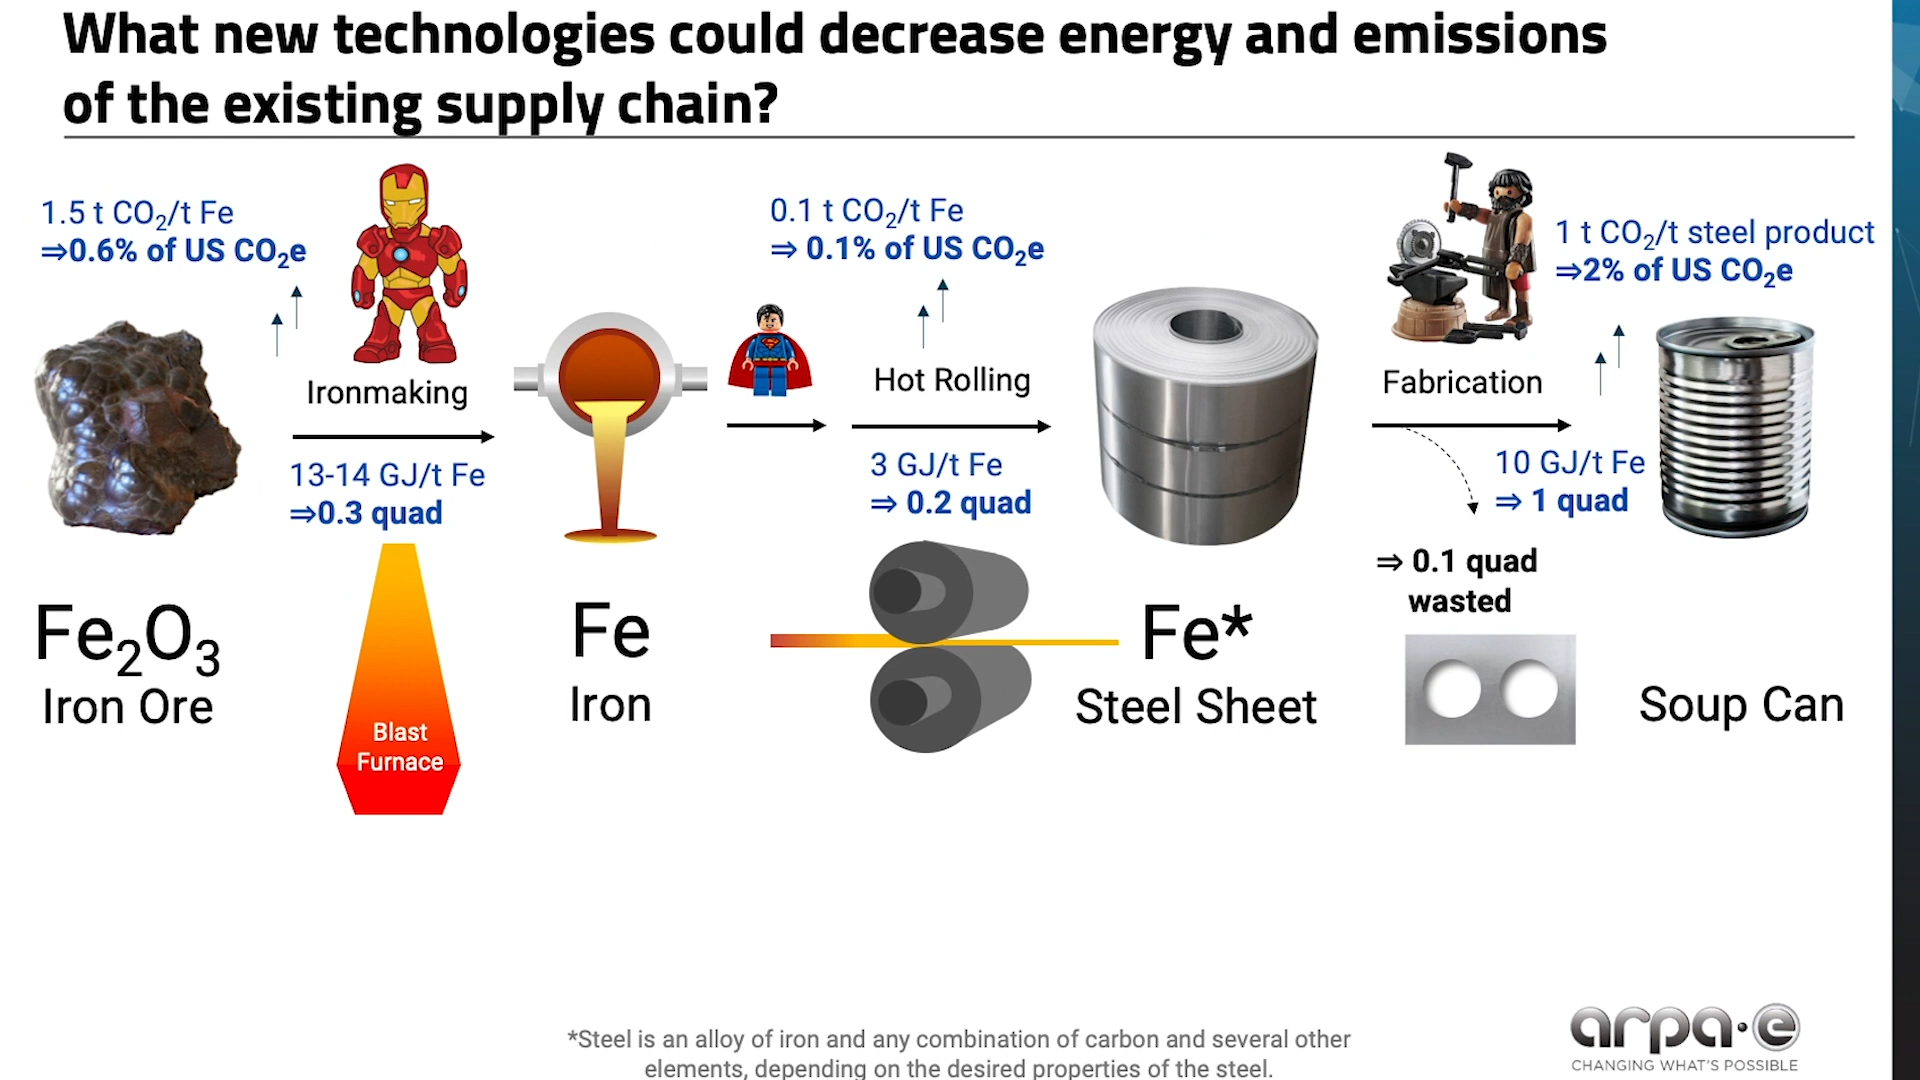 What new technologies could decrease energy and emissions
of the existing supply chain?
1.5 t CO₂/t Fe
⇒0.6% of US CO₂e
Ironmaking
13-14 GJ/t Fe
⇒0.3 quad
Blast
Furnace
Fe₂O₃
Iron Ore
Fe
Iron
0.1 t CO₂/t Fe
⇒ 0.1% of US CO₂e
Hot Rolling
3 GJ/t Fe
⇒ 0.2 quad
Fe*
Steel Sheet
1 t CO₂/t steel product
⇒2% of US CO₂e
Fabrication
10 GJ/t Fe
⇒ 1 quad
⇒ 0.1 quad
wasted
Soup Can
*Steel is an alloy of iron and any combination of carbon and several other
elements, depending on the desired properties of the steel.
arpa·e
CHANGING WHAT'S POSSIBLE